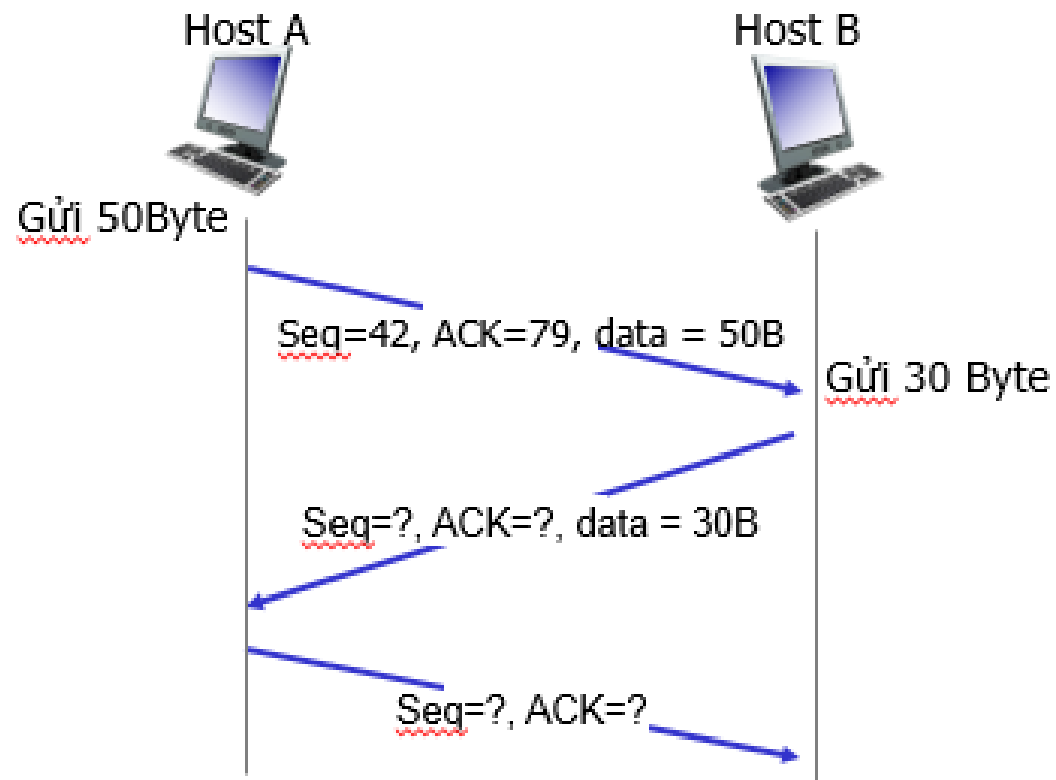 Host A
Host B
Gửi 50Byte
Seq=42, ACK=79, data = 50B
Gửi 30 Byte
Seq=?, ACK=?, data = 30B
Seq=?, ACK=?